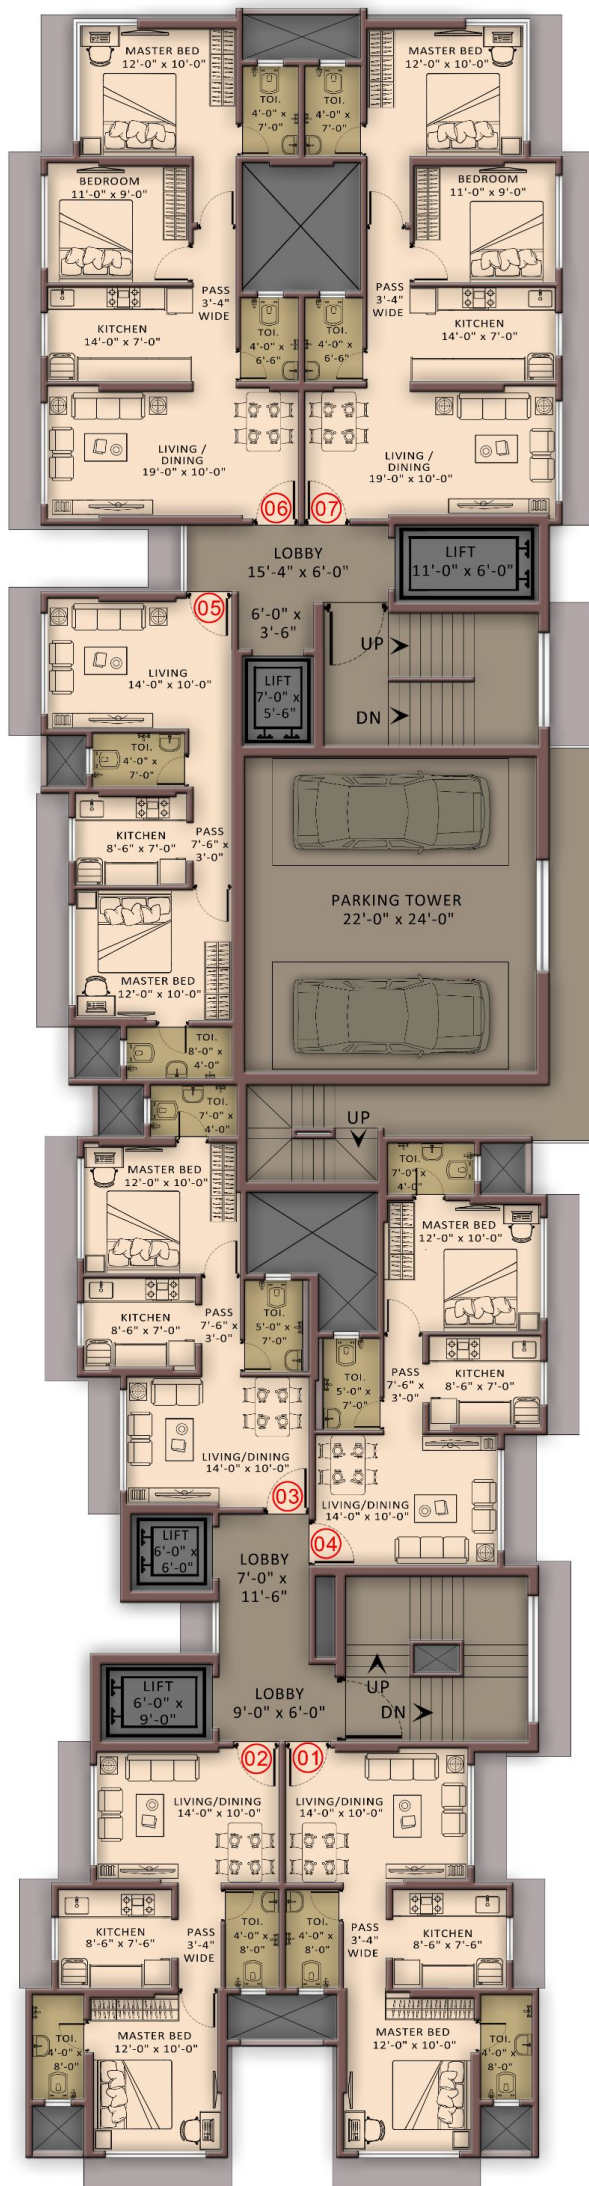 MASTER BED
12'-0" x 10'-0"
MASTER BED
12'-0" x 10'-0"
TOI.
4'-0" x
7'-0"
TOI.
4'-0" x
7'-0"
BEDROOM
11'-0" x 9'-0"
BEDROOM
11'-0" x 9'-0"
PASS
3'-4"
WIDE
PASS
3'-4"
WIDE
KITCHEN
14'-0" x 7'-0"
TOI.
4'-0" x
6'-6"
TOI.
4'-0" x
6'-6"
KITCHEN
14'-0" x 7'-0"
LIVING /
DINING
19'-0" x 10'-0"
LIVING /
DINING
19'-0" x 10'-0"
06
07
LOBBY
15'-4" x 6'-0"
LIFT
11'-0" x 6'-0"
05
6'-0" x
3'-6"
UP
LIVING
14'-0" x 10'-0"
LIFT
7'-0" x
5'-6"
DN
TOI.
4'-0" x
7'-0"
KITCHEN
8'-6" x 7'-0"
PASS
7'-6" x
3'-0"
PARKING TOWER
22'-0" x 24'-0"
MASTER BED
12'-0" x 10'-0"
TOI.
8'-0" x
4'-0"
TOI.
7'-0" x
4'-0"
UP
MASTER BED
12'-0" x 10'-0"
TOI.
7'-0" x
4'-0"
MASTER BED
12'-0" x 10'-0"
KITCHEN
8'-6" x 7'-0"
PASS
7'-6" x
3'-0"
TOI.
5'-0" x
7'-0"
TOI.
5'-0" x
7'-0"
PASS
7'-6" x
3'-0"
KITCHEN
8'-6" x 7'-0"
LIVING/DINING
14'-0" x 10'-0"
03
LIVING/DINING
14'-0" x 10'-0"
04
LIFT
6'-0" x
6'-0"
LOBBY
7'-0" x
11'-6"
LIFT
6'-0" x
9'-0"
LOBBY
9'-0" x 6'-0"
UP
DN
02
01
LIVING/DINING
14'-0" x 10'-0"
LIVING/DINING
14'-0" x 10'-0"
KITCHEN
8'-6" x 7'-6"
PASS
3'-4"
WIDE
TOI.
4'-0" x
8'-0"
TOI.
4'-0" x
8'-0"
PASS
3'-4"
WIDE
KITCHEN
8'-6" x 7'-6"
TOI.
4'-0" x
8'-0"
MASTER BED
12'-0" x 10'-0"
MASTER BED
12'-0" x 10'-0"
TOI.
4'-0" x
8'-0"